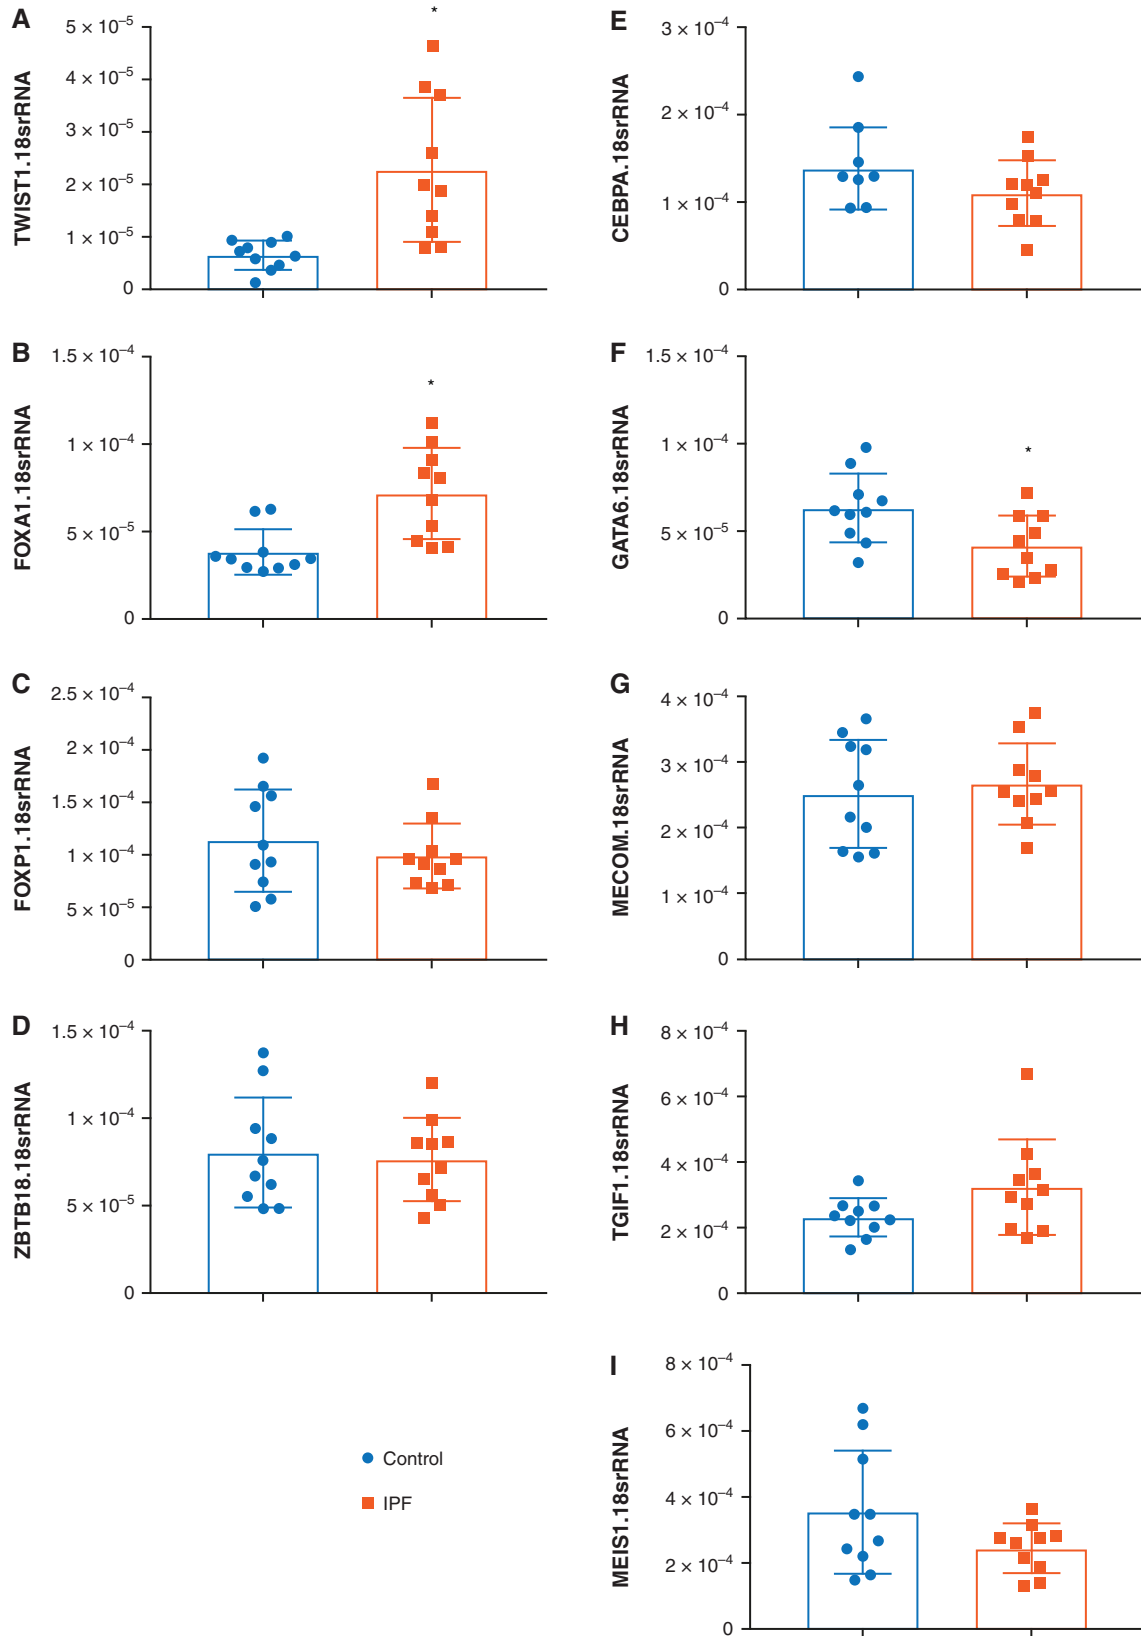 A
TWIST1.18srRNA
5 × 10⁻⁵
4 × 10⁻⁵
3 × 10⁻⁵
2 × 10⁻⁵
1 × 10⁻⁵
0
*
B
FOXA1.18srRNA
1.5 × 10⁻⁴
1 × 10⁻⁴
5 × 10⁻⁵
0
*
C
FOXP1.18srRNA
2.5 × 10⁻⁴
2 × 10⁻⁴
1.5 × 10⁻⁴
1 × 10⁻⁴
5 × 10⁻⁵
0
D
ZBTB18.18srRNA
1.5 × 10⁻⁴
1 × 10⁻⁴
5 × 10⁻⁵
0
Control
IPF
E
CEBPA.18srRNA
3 × 10⁻⁴
2 × 10⁻⁴
1 × 10⁻⁴
0
F
GATA6.18srRNA
1.5 × 10⁻⁴
1 × 10⁻⁴
5 × 10⁻⁵
0
*
G
MECOM.18srRNA
4 × 10⁻⁴
3 × 10⁻⁴
2 × 10⁻⁴
1 × 10⁻⁴
0
H
TGIF1.18srRNA
8 × 10⁻⁴
6 × 10⁻⁴
4 × 10⁻⁴
2 × 10⁻⁴
0
I
MEIS1.18srRNA
8 × 10⁻⁴
6 × 10⁻⁴
4 × 10⁻⁴
2 × 10⁻⁴
0